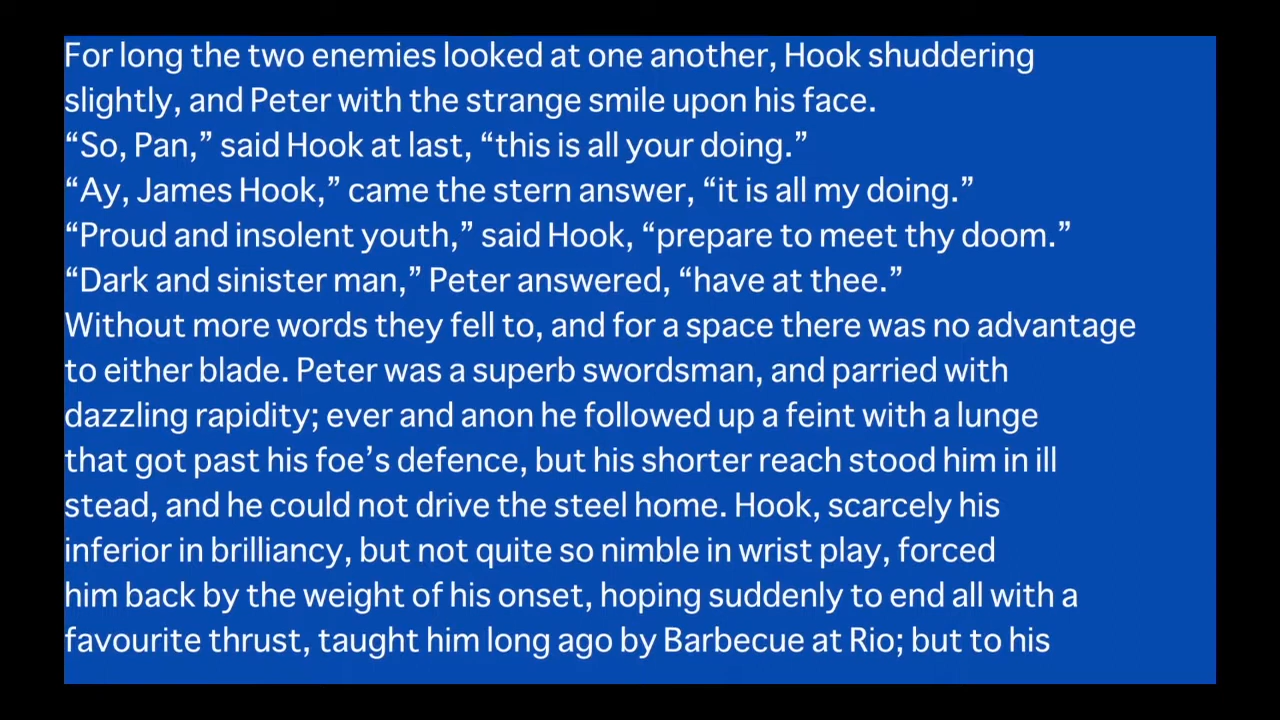 For long the two enemies looked at one another, Hook shuddering
slightly, and Peter with the strange smile upon his face.
“So, Pan,” said Hook at last, “this is all your doing.”
“Ay, James Hook,” came the stern answer, “it is all my doing.”
“Proud and insolent youth,” said Hook, “prepare to meet thy doom.”
“Dark and sinister man,” Peter answered, “have at thee.”
Without more words they fell to, and for a space there was no advantage
to either blade. Peter was a superb swordsman, and parried with
dazzling rapidity; ever and anon he followed up a feint with a lunge
that got past his foe’s defence, but his shorter reach stood him in ill
stead, and he could not drive the steel home. Hook, scarcely his
inferior in brilliancy, but not quite so nimble in wrist play, forced
him back by the weight of his onset, hoping suddenly to end all with a
favourite thrust, taught him long ago by Barbecue at Rio; but to his